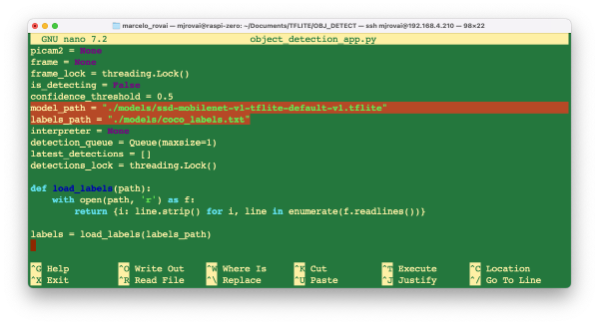 marcelo_rovai — mjrovai@raspi-zero: ~/Documents/TFLITE/OBJ_DETECT — ssh mjrovai@192.168.4.210 — 98×22
GNU nano 7.2 object_detection_app.py
picam2 = None
frame = None
frame_lock = threading.Lock()
is_detecting = False
confidence_threshold = 0.5
model_path = "./models/ssd-mobilenet-v1-tflite-default-v1.tflite"
labels_path = "./models/coco_labels.txt"
interpreter = None
detection_queue = Queue(maxsize=1)
latest_detections = []
detections_lock = threading.Lock()
def load_labels(path):
with open(path, 'r') as f:
return {i: line.strip() for i, line in enumerate(f.readlines())}
labels = load_labels(labels_path)
^G Help ^O Write Out ^W Where Is ^K Cut ^T Execute ^C Location
^X Exit ^R Read File ^\ Replace ^U Paste ^J Justify ^/ Go To Line